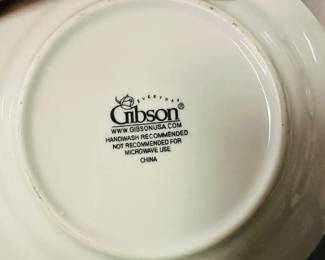 EVERYDAY
Gibson®
WWW.GIBSONUSA.COM
HANDWASH RECOMMENDED
NOT RECOMMENDED FOR
MICROWAVE USE
CHINA